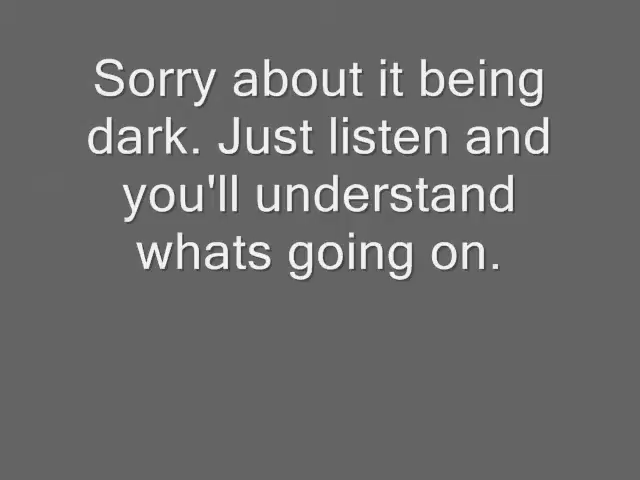 Sorry about it being
dark. Just listen and
you'll understand
whats going on.